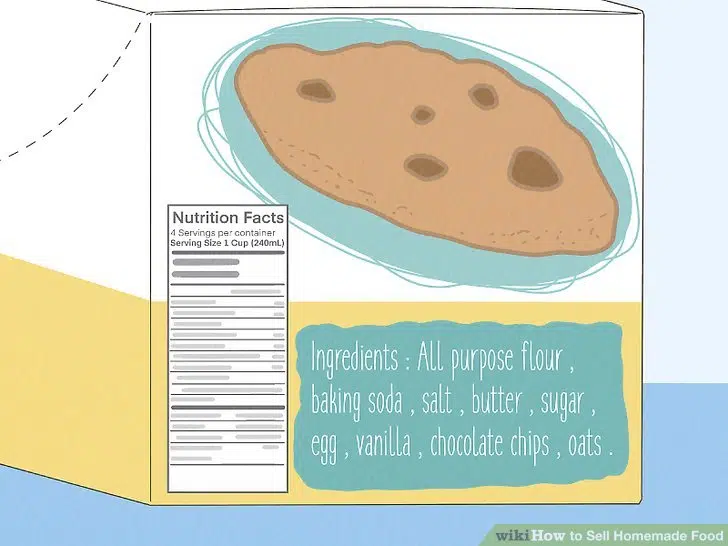 Nutrition Facts
4 Servings per container
Serving Size 1 Cup (240mL)
Ingredients : All purpose flour ,
baking soda , salt , butter , sugar ,
egg , vanilla , chocolate chips , oats .
wikiHow to Sell Homemade Food